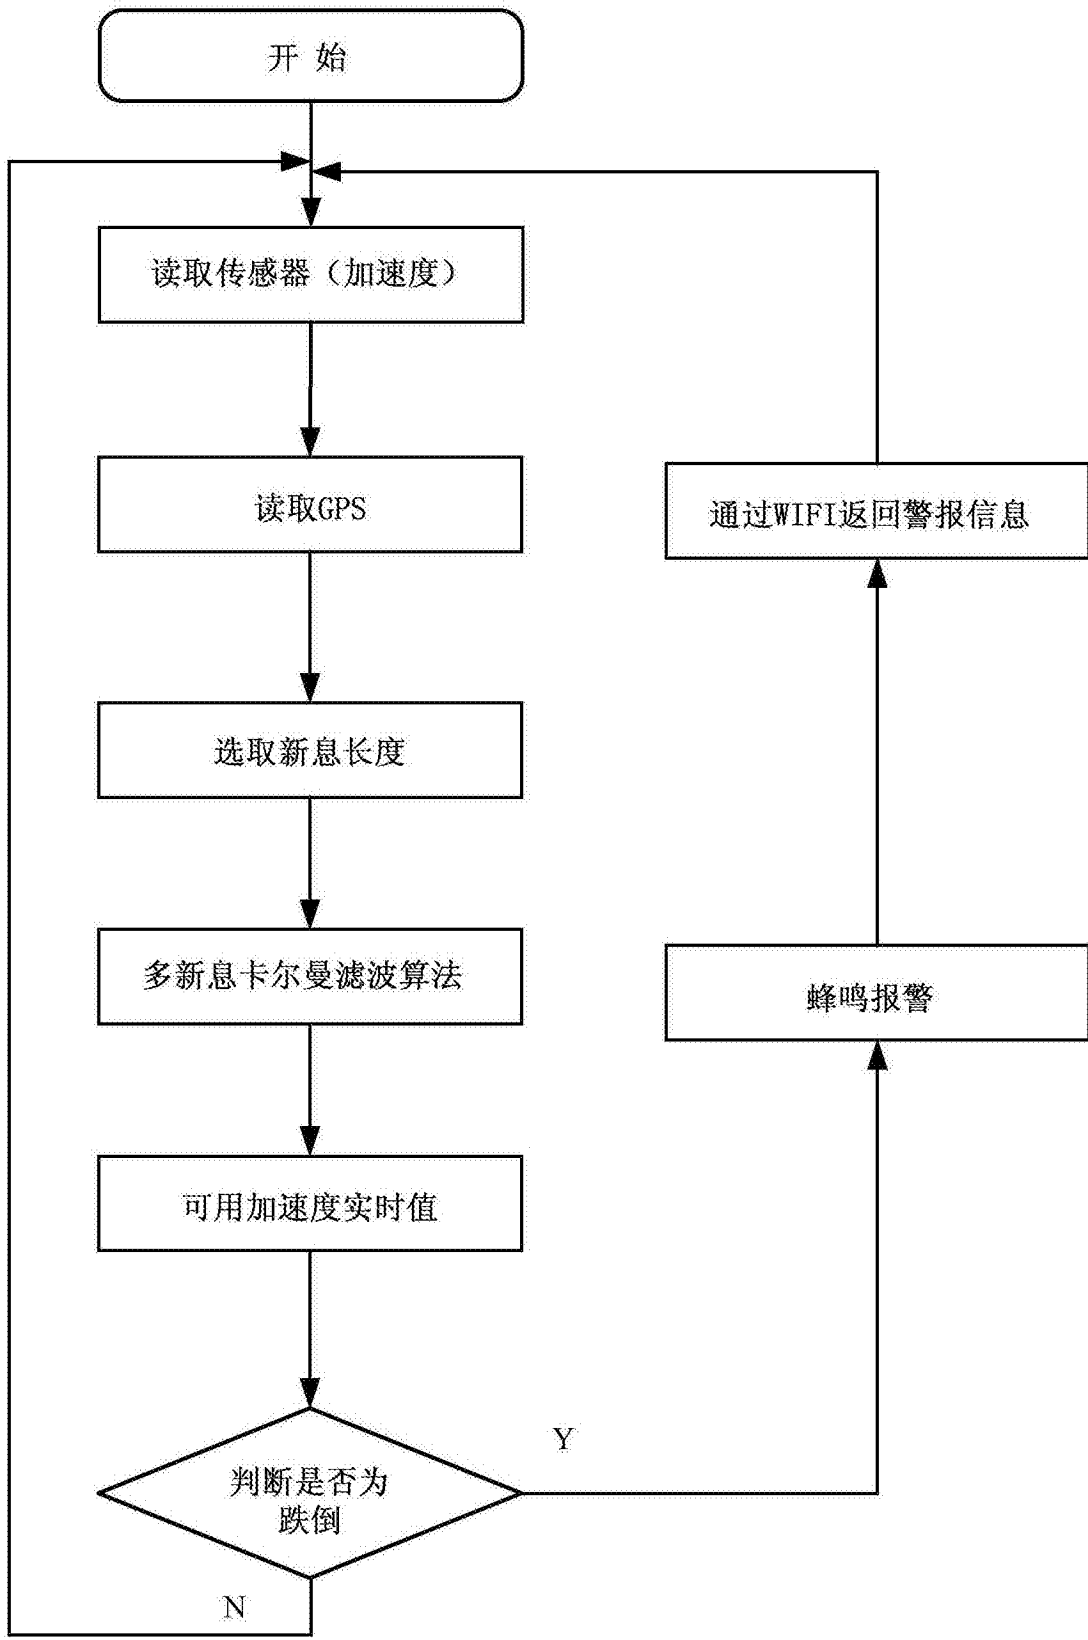 开 始
读取传感器（加速度）
读取GPS
通过WIFI返回警报信息
选取新息长度
多新息卡尔曼滤波算法
蜂鸣报警
可用加速度实时值
Y
判断是否为
跌倒
N